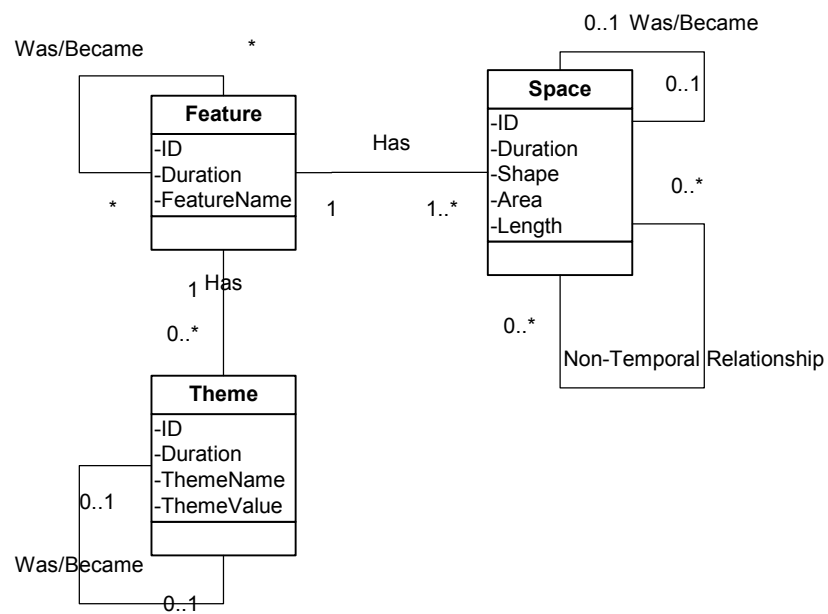 0..1 Was/Became
Was/Became
*
Feature
-ID
-Duration
-FeatureName
*
Has
1
1..*
Space
-ID
-Duration
-Shape
-Area
-Length
0..1
0..*
0..*
Non-Temporal Relationship
1 Has
0..*
Theme
-ID
-Duration
-ThemeName
-ThemeValue
0..1
Was/Became
0..1